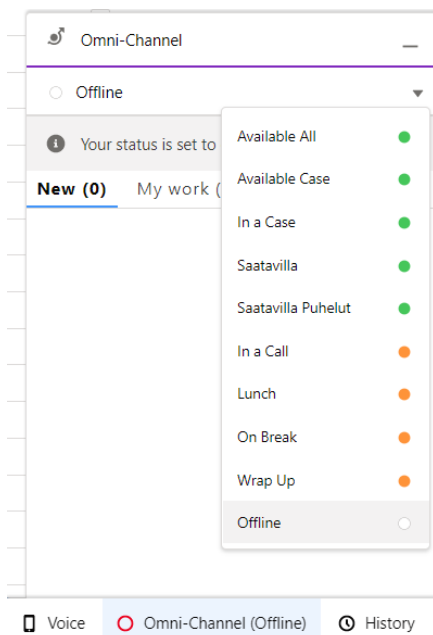 Omni-Channel
Offline
Your status is set to
New (0) My work (
Available All
Available Case
In a Case
Saatavilla
Saatavilla Puhelut
In a Call
Lunch
On Break
Wrap Up
Offline
Voice Omni-Channel (Offline) History